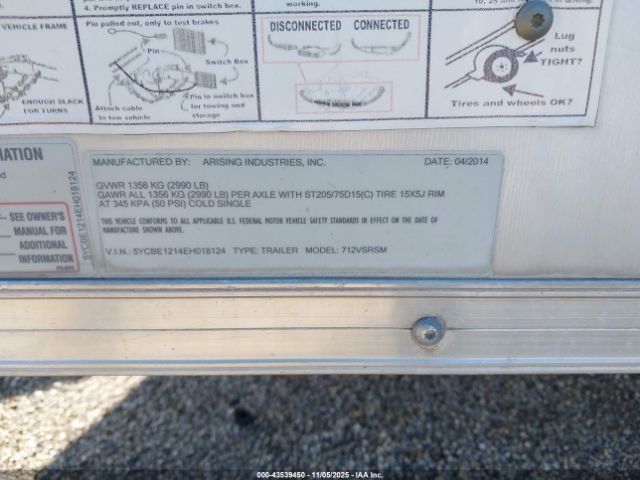 working.
10, 25 and
4. Promptly REPLACE pin in switch box.
VEHICLE FRAME
Pin pulled out, only to test brakes
DISCONNECTED CONNECTED
Lug
nuts
TIGHT?
Pin
Switch Box
ENOUGH SLACK
FOR TURNS
Attach cable
to tow vehicle
Pin in switch box
for towing and
storage
Tires and wheels OK?
MATION
SEE OWNER'S
MANUAL FOR
ADDITIONAL
INFORMATION
5YCBE1214EH018124
MANUFACTURED BY: ARISING INDUSTRIES, INC. DATE: 04/2014
GVWR 1356 KG (2990 LB)
GAWR ALL 1356 KG (2990 LB) PER AXLE WITH ST205/75D15(C) TIRE 15X5J RIM
AT 345 KPA (50 PSI) COLD SINGLE
THIS VEHICLE CONFORMS TO ALL APPLICABLE U.S. FEDERAL MOTOR VEHICLE SAFETY STANDARDS IN EFFECT ON THE DATE OF
MANUFACTURE SHOWN ABOVE.
V.I.N.: 5YCBE1214EH018124 TYPE: TRAILER MODEL: 712VSRSM
000-43539450 - 11/05/2025 - IAA Inc.